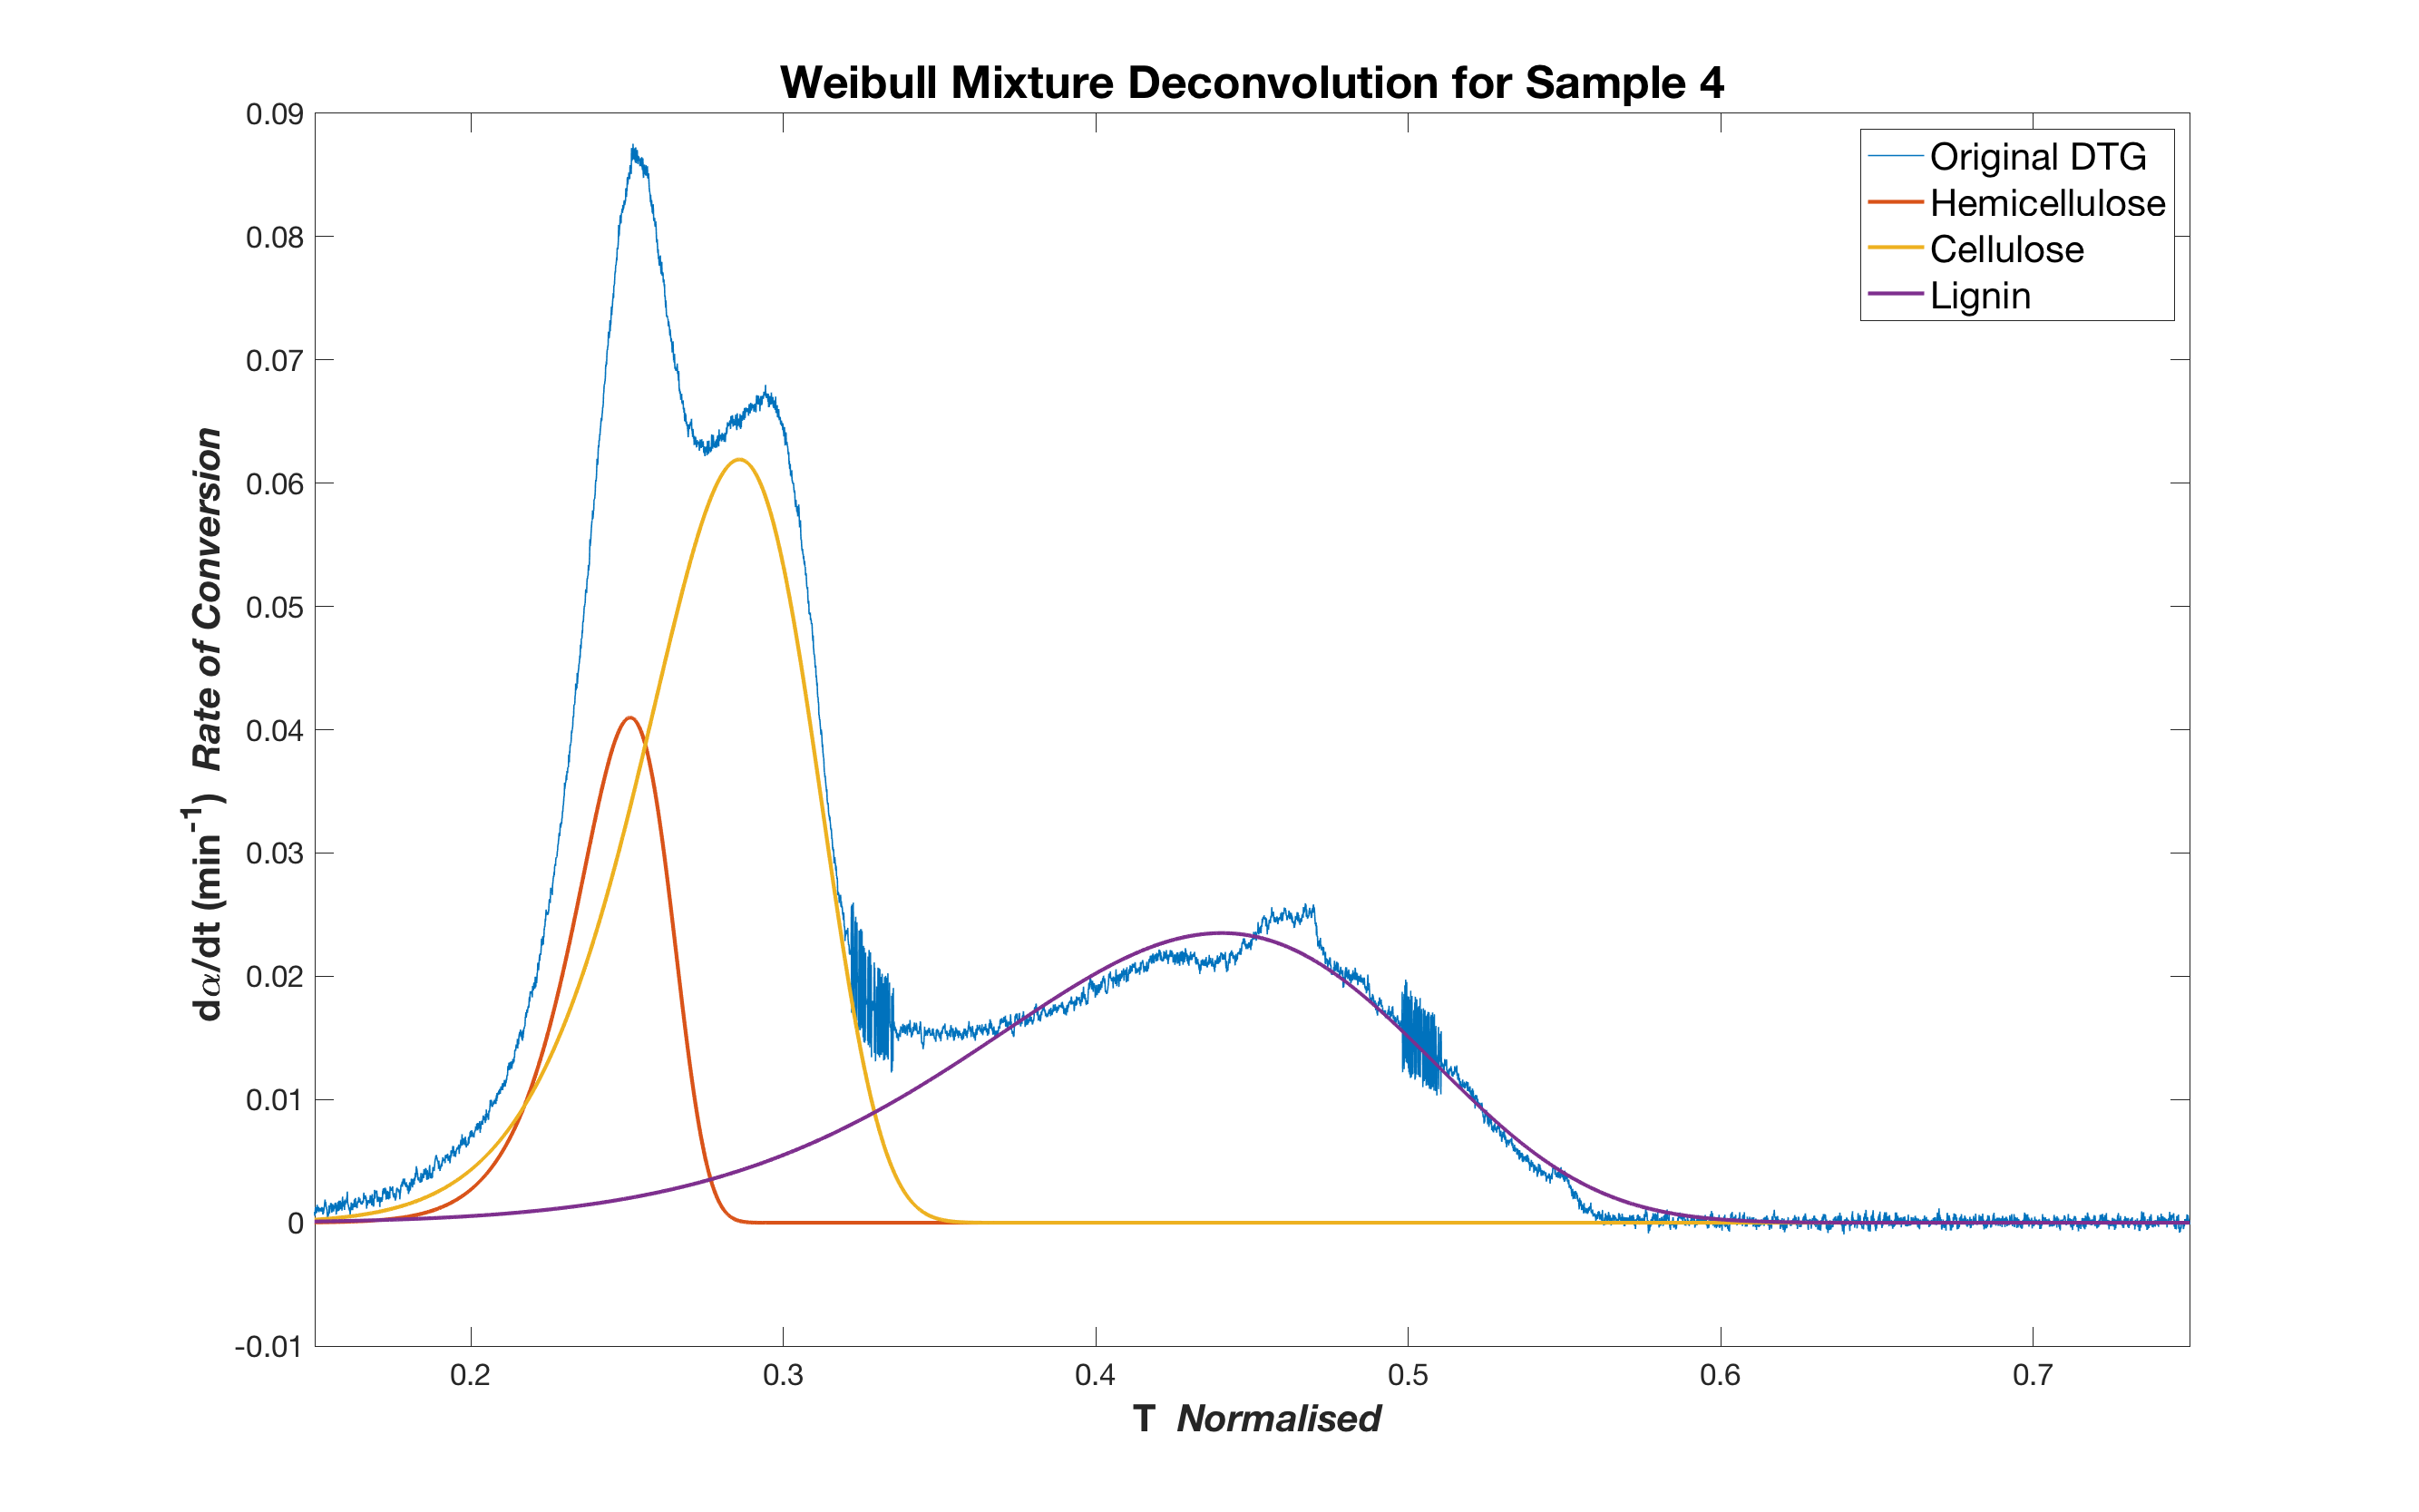 Weibull Mixture Deconvolution for Sample 4
0.09
0.08
0.07
0.06
0.05
0.04
0.03
0.02
0.01
0
-0.01
dα/dt (min⁻¹) Rate of Conversion
Original DTG
Hemicellulose
Cellulose
Lignin
0.2 0.3 0.4 0.5 0.6 0.7
T Normalised